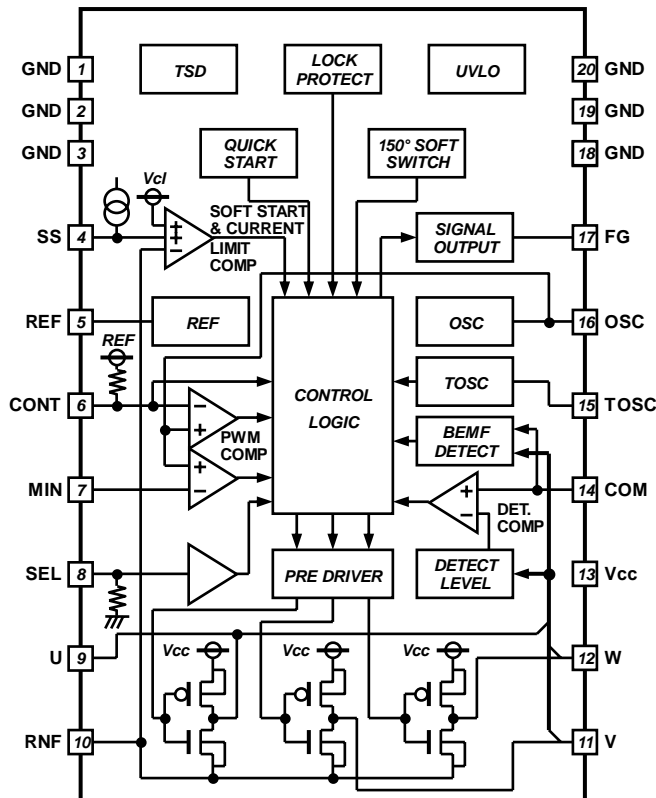 GND 1
TSD
LOCK
PROTECT
UVLO
20 GND
GND 2
19 GND
GND 3
QUICK
START
150° SOFT
SWITCH
18 GND
Vcl
SS 4
+
+
−
SOFT START
& CURRENT
LIMIT
COMP
SIGNAL
OUTPUT
17 FG
REF 5
REF
OSC
16 OSC
REF
CONT 6
−
+
PWM
COMP
CONTROL
LOGIC
TOSC
15 TOSC
BEMF
DETECT
MIN 7
+
−
+
−
DET.
COMP
14 COM
SEL 8
PRE DRIVER
DETECT
LEVEL
13 Vcc
U 9
Vcc
Vcc
Vcc
12 W
RNF 10
11 V